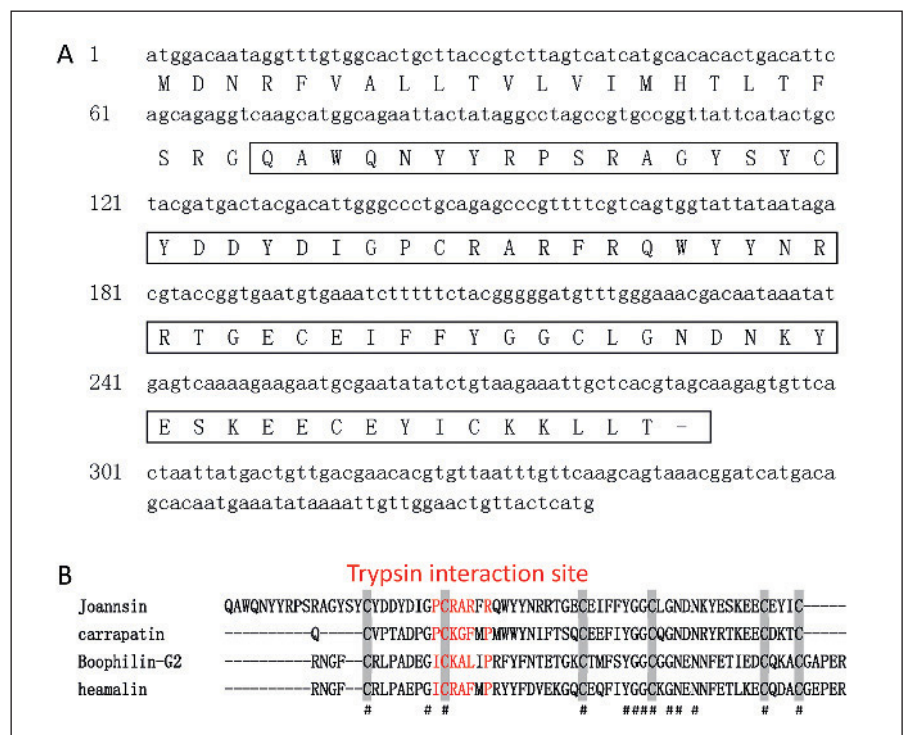 A 1 atggacaataggtttgtggcactgcttaccgtcttagtcatcatgcacacactgacattc
M D N R F V A L L T V L V I M H T L T F
61 agcagaggtcaagcatggcagaattactataggcctagccgtgccggttattcatactgc
S R G Q A W Q N Y Y R P S R A G Y S Y C
121 tacgatgactacgacattgggccctgcagagcccgttttcgtcagtggtattataataga
Y D D Y D I G P C R A R F R Q W Y Y N R
181 cgtaccggtgaatgtgaaatctttttctacgggggatgtttgggaaacgacaataaatat
R T G E C E I F F Y G G C L G N D N K Y
241 gagtcaaaagaagaatgcgaatatatctgtaagaaattgctcacgtagcaagagtgttca
E S K E E C E Y I C K K L L T -
301 ctaattatgactgttgacgaacacgtgttaatttgttcaagcagtaaacggatcatgaca
gcacaatgaaatataaaattgttggaactgttactcatg
B
Trypsin interaction site
Joannsin QAWQNYYRPSRAGYSYCYDDYDIGPCRARFRQWYYNRRTGECEIFFYGGCLGNDNKYESKEECEYIC-----
carrapatin ----------Q-----CVPTADPGPCKGFMPMWWYNIFTSQCEEFIYGGCQGNDNRYRTKEECDKTC-----
Boophilin-G2 ----------RNGF--CRLPADEGICKALIPRFYFNTETGKCTMFSYGGCGGNENNFETIEDCQKACGAPER
heamalin ----------RNGF--CRLPAEPGICRAFMPRYYFDVEKGQCEQFIYGGCKGNENNFETLKECQDACGEPER
# # # # #### ## # # #